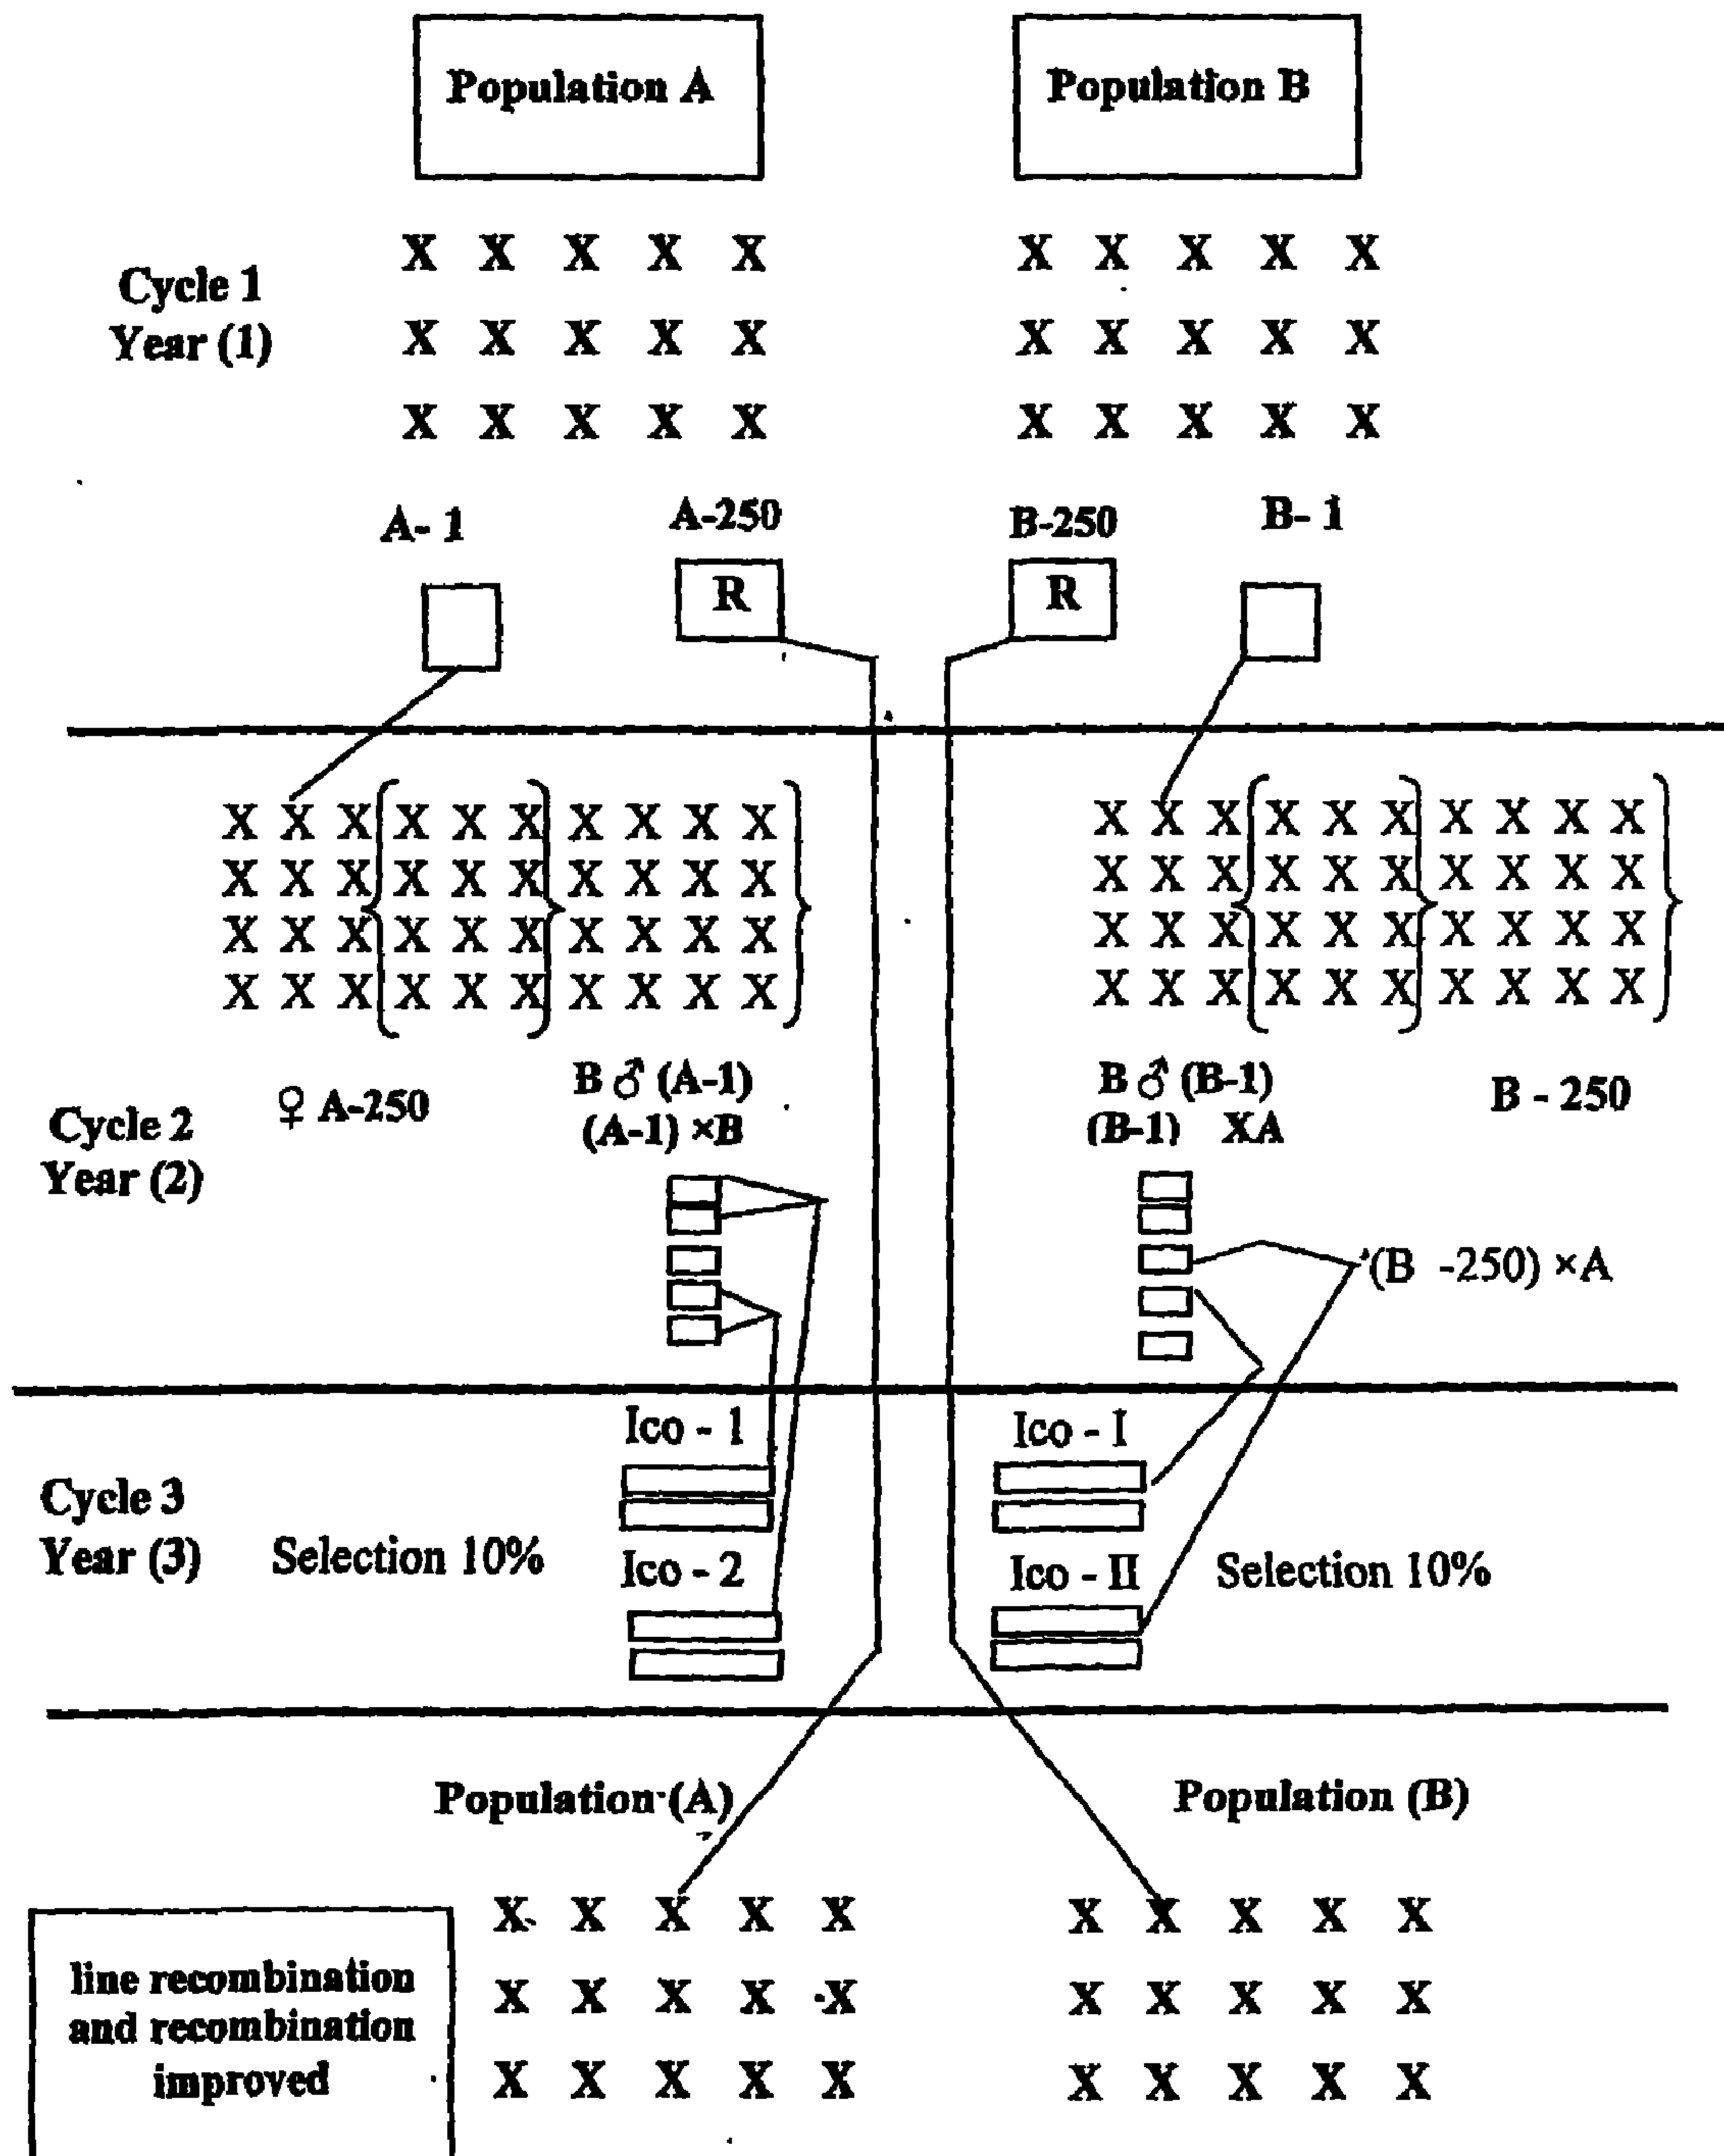 Population A Population B
X X X X X X X X X X
Cycle 1
Year (1)
X X X X X X X X X X
X X X X X X X X X X
A- 1 A-250 B-250 B- 1
R R
X X X X X X X X X X X X X X X X X X X X
X X X X X X X X X X X X X X X X X X X X
X X X X X X X X X X X X X X X X X X X X
X X X X X X X X X X X X X X X X X X X X
Cycle 2
Year (2)
♀ A-250
B ♂ (A-1)
(A-1) ×B
B ♂ (B-1)
(B-1) XA
B - 250
(B -250) ×A
Cycle 3
Year (3)
Selection 10%
Ico - 1
Ico - 2
Ico - I
Ico - II
Selection 10%
Population (A) Population (B)
X X X X X X X X X X
X X X X X X X X X X
X X X X X X X X X X
line recombination
and recombination
improved